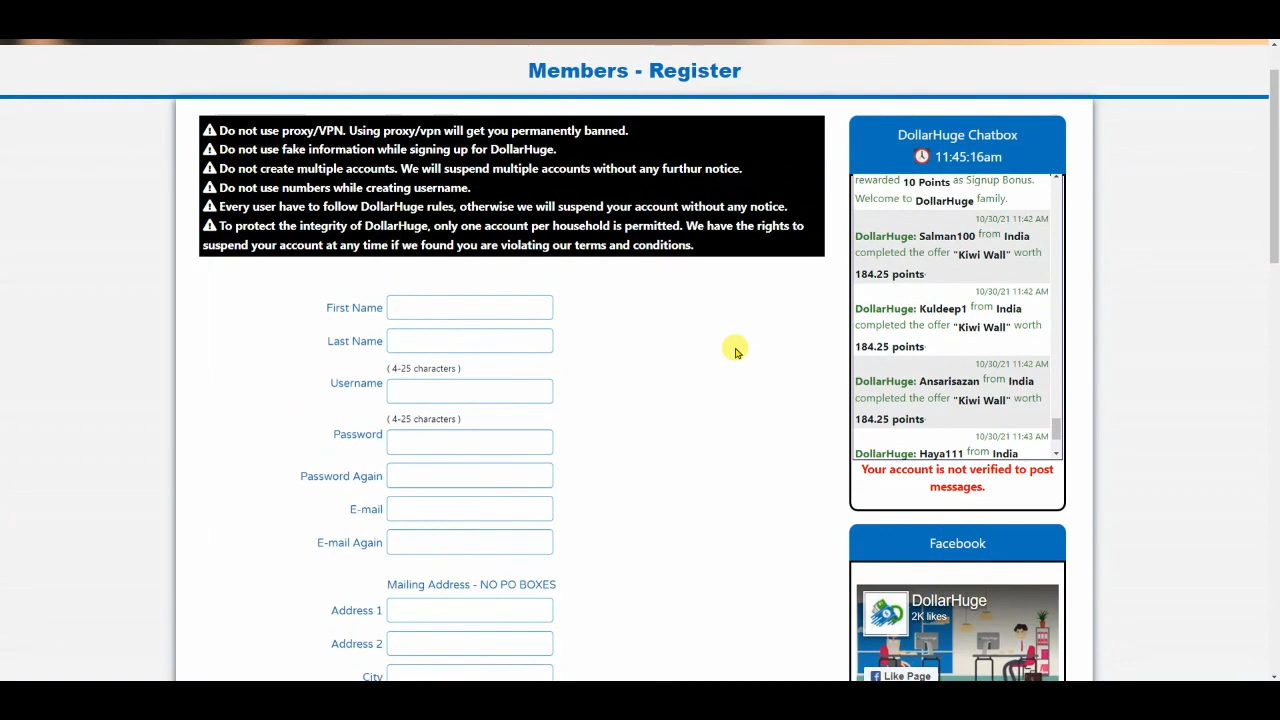 Members - Register
Do not use proxy/VPN. Using proxy/vpn will get you permanently banned.
Do not use fake information while signing up for DollarHuge.
Do not create multiple accounts. We will suspend multiple accounts without any furthur notice.
Do not use numbers while creating username.
Every user have to follow DollarHuge rules, otherwise we will suspend your account without any notice.
To protect the integrity of DollarHuge, only one account per household is permitted. We have the rights to
suspend your account at any time if we found you are violating our terms and conditions.
First Name
Last Name
( 4-25 characters )
Username
( 4-25 characters )
Password
Password Again
E-mail
E-mail Again
Mailing Address - NO PO BOXES
Address 1
Address 2
City
DollarHuge Chatbox
11:45:16am
rewarded 10 Points as Signup Bonus.
Welcome to DollarHuge family.
10/30/21 11:42 AM
DollarHuge: Salman100 from India
completed the offer "Kiwi Wall" worth
184.25 points.
10/30/21 11:42 AM
DollarHuge: Kuldeep1 from India
completed the offer "Kiwi Wall" worth
184.25 points.
10/30/21 11:42 AM
DollarHuge: Ansarisazan from India
completed the offer "Kiwi Wall" worth
184.25 points.
10/30/21 11:43 AM
DollarHuge: Haya111 from India
Your account is not verified to post
messages.
Facebook
DollarHuge
2K likes
Like Page